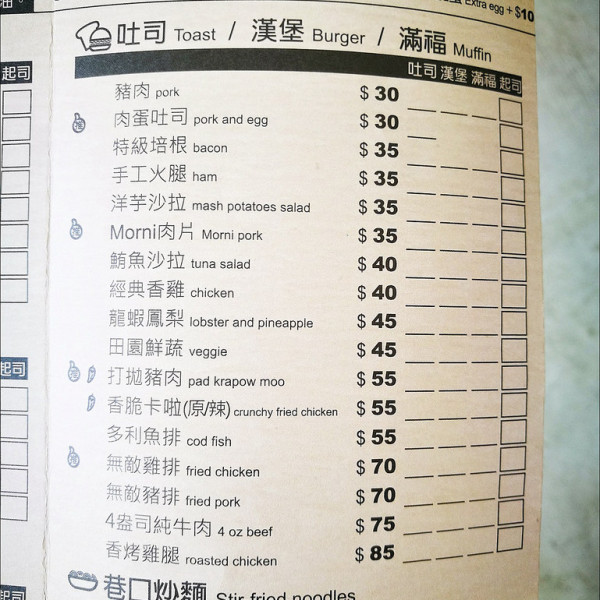 油。
Extra egg + $10
吐司 Toast / 漢堡 Burger / 滿福 Muffin
起司
吐司 漢堡 滿福 起司
豬肉 pork $ 30
推 肉蛋吐司 pork and egg $ 30
特級培根 bacon $ 35
手工火腿 ham $ 35
洋芋沙拉 mash potatoes salad $ 35
推 Morni肉片 Morni pork $ 35
鮪魚沙拉 tuna salad $ 40
經典香雞 chicken $ 40
龍蝦鳳梨 lobster and pineapple $ 45
田園鮮蔬 veggie $ 45
起司
推 打拋豬肉 pad krapow moo $ 55
香脆卡啦(原/辣) crunchy fried chicken $ 55
多利魚排 cod fish $ 55
推 無敵雞排 fried chicken $ 70
無敵豬排 fried pork $ 70
4盎司純牛肉 4 oz beef $ 75
香烤雞腿 roasted chicken $ 85
起司
巷口炒麵 Stir fried noodles